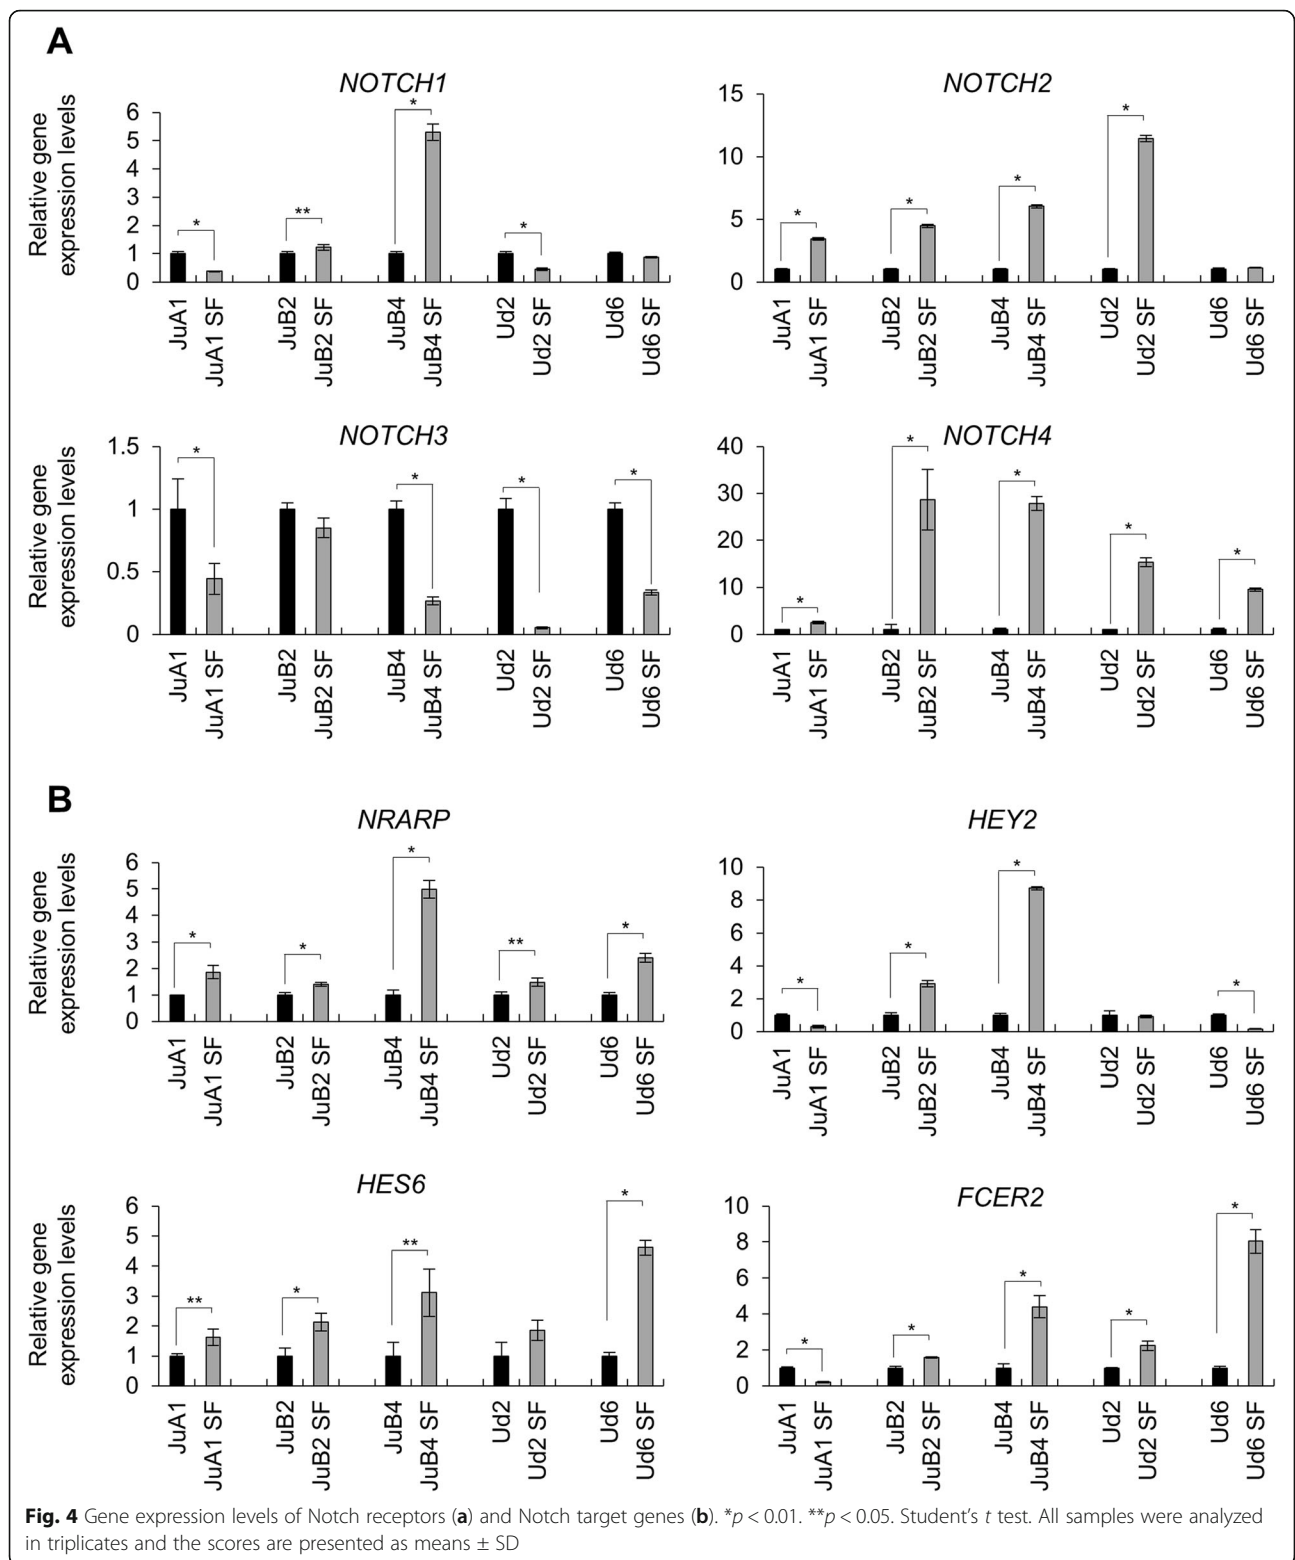 A
NOTCH1
Relative gene
expression levels
6
5
4
3
2
1
0
*
**
*
*
JuA1
JuA1 SF
JuB2
JuB2 SF
JuB4
JuB4 SF
Ud2
Ud2 SF
Ud6
Ud6 SF
NOTCH2
15
10
5
0
*
*
*
*
JuA1
JuA1 SF
JuB2
JuB2 SF
JuB4
JuB4 SF
Ud2
Ud2 SF
Ud6
Ud6 SF
NOTCH3
Relative gene
expression levels
1.5
1
0.5
0
*
*
*
*
JuA1
JuA1 SF
JuB2
JuB2 SF
JuB4
JuB4 SF
Ud2
Ud2 SF
Ud6
Ud6 SF
NOTCH4
40
30
20
10
0
*
*
*
*
*
JuA1
JuA1 SF
JuB2
JuB2 SF
JuB4
JuB4 SF
Ud2
Ud2 SF
Ud6
Ud6 SF
B
NRARP
Relative gene
expression levels
6
5
4
3
2
1
0
*
*
*
**
*
JuA1
JuA1 SF
JuB2
JuB2 SF
JuB4
JuB4 SF
Ud2
Ud2 SF
Ud6
Ud6 SF
HEY2
10
8
6
4
2
0
*
*
*
*
JuA1
JuA1 SF
JuB2
JuB2 SF
JuB4
JuB4 SF
Ud2
Ud2 SF
Ud6
Ud6 SF
HES6
Relative gene
expression levels
6
5
4
3
2
1
0
**
*
**
*
JuA1
JuA1 SF
JuB2
JuB2 SF
JuB4
JuB4 SF
Ud2
Ud2 SF
Ud6
Ud6 SF
FCER2
10
8
6
4
2
0
*
*
*
*
*
JuA1
JuA1 SF
JuB2
JuB2 SF
JuB4
JuB4 SF
Ud2
Ud2 SF
Ud6
Ud6 SF
Fig. 4 Gene expression levels of Notch receptors (a) and Notch target genes (b). *p < 0.01. **p < 0.05. Student's t test. All samples were analyzed
in triplicates and the scores are presented as means ± SD